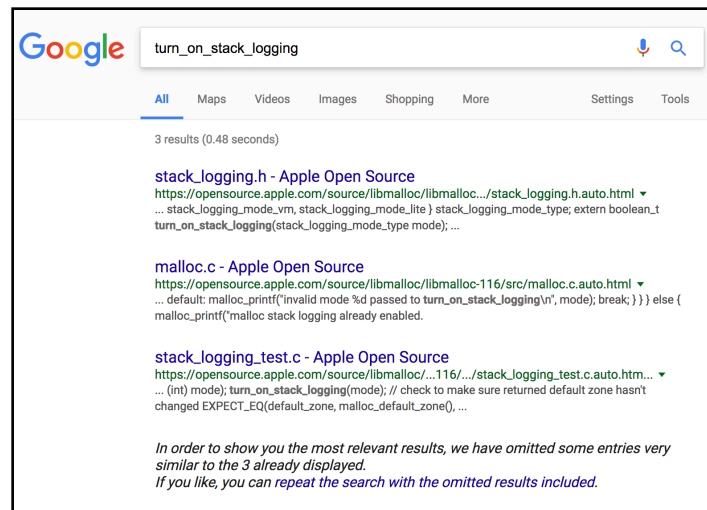 Google
turn_on_stack_logging
All Maps Videos Images Shopping More Settings Tools
3 results (0.48 seconds)
stack_logging.h - Apple Open Source
https://opensource.apple.com/source/libmalloc/libmalloc.../stack_logging.h.auto.html
... stack_logging_mode_vm, stack_logging_mode_lite } stack_logging_mode_type; extern boolean_t
turn_on_stack_logging(stack_logging_mode_type mode); ...
malloc.c - Apple Open Source
https://opensource.apple.com/source/libmalloc/libmalloc-116/src/malloc.c.auto.html
... default: malloc_printf("invalid mode %d passed to turn_on_stack_logging\n", mode); break; } } } else {
malloc_printf("malloc stack logging already enabled.
stack_logging_test.c - Apple Open Source
https://opensource.apple.com/source/libmalloc/...116/.../stack_logging_test.c.auto.htm...
... (int) mode); turn_on_stack_logging(mode); // check to make sure returned default zone hasn't
changed EXPECT_EQ(default_zone, malloc_default_zone(), ...
In order to show you the most relevant results, we have omitted some entries very
similar to the 3 already displayed.
If you like, you can repeat the search with the omitted results included.